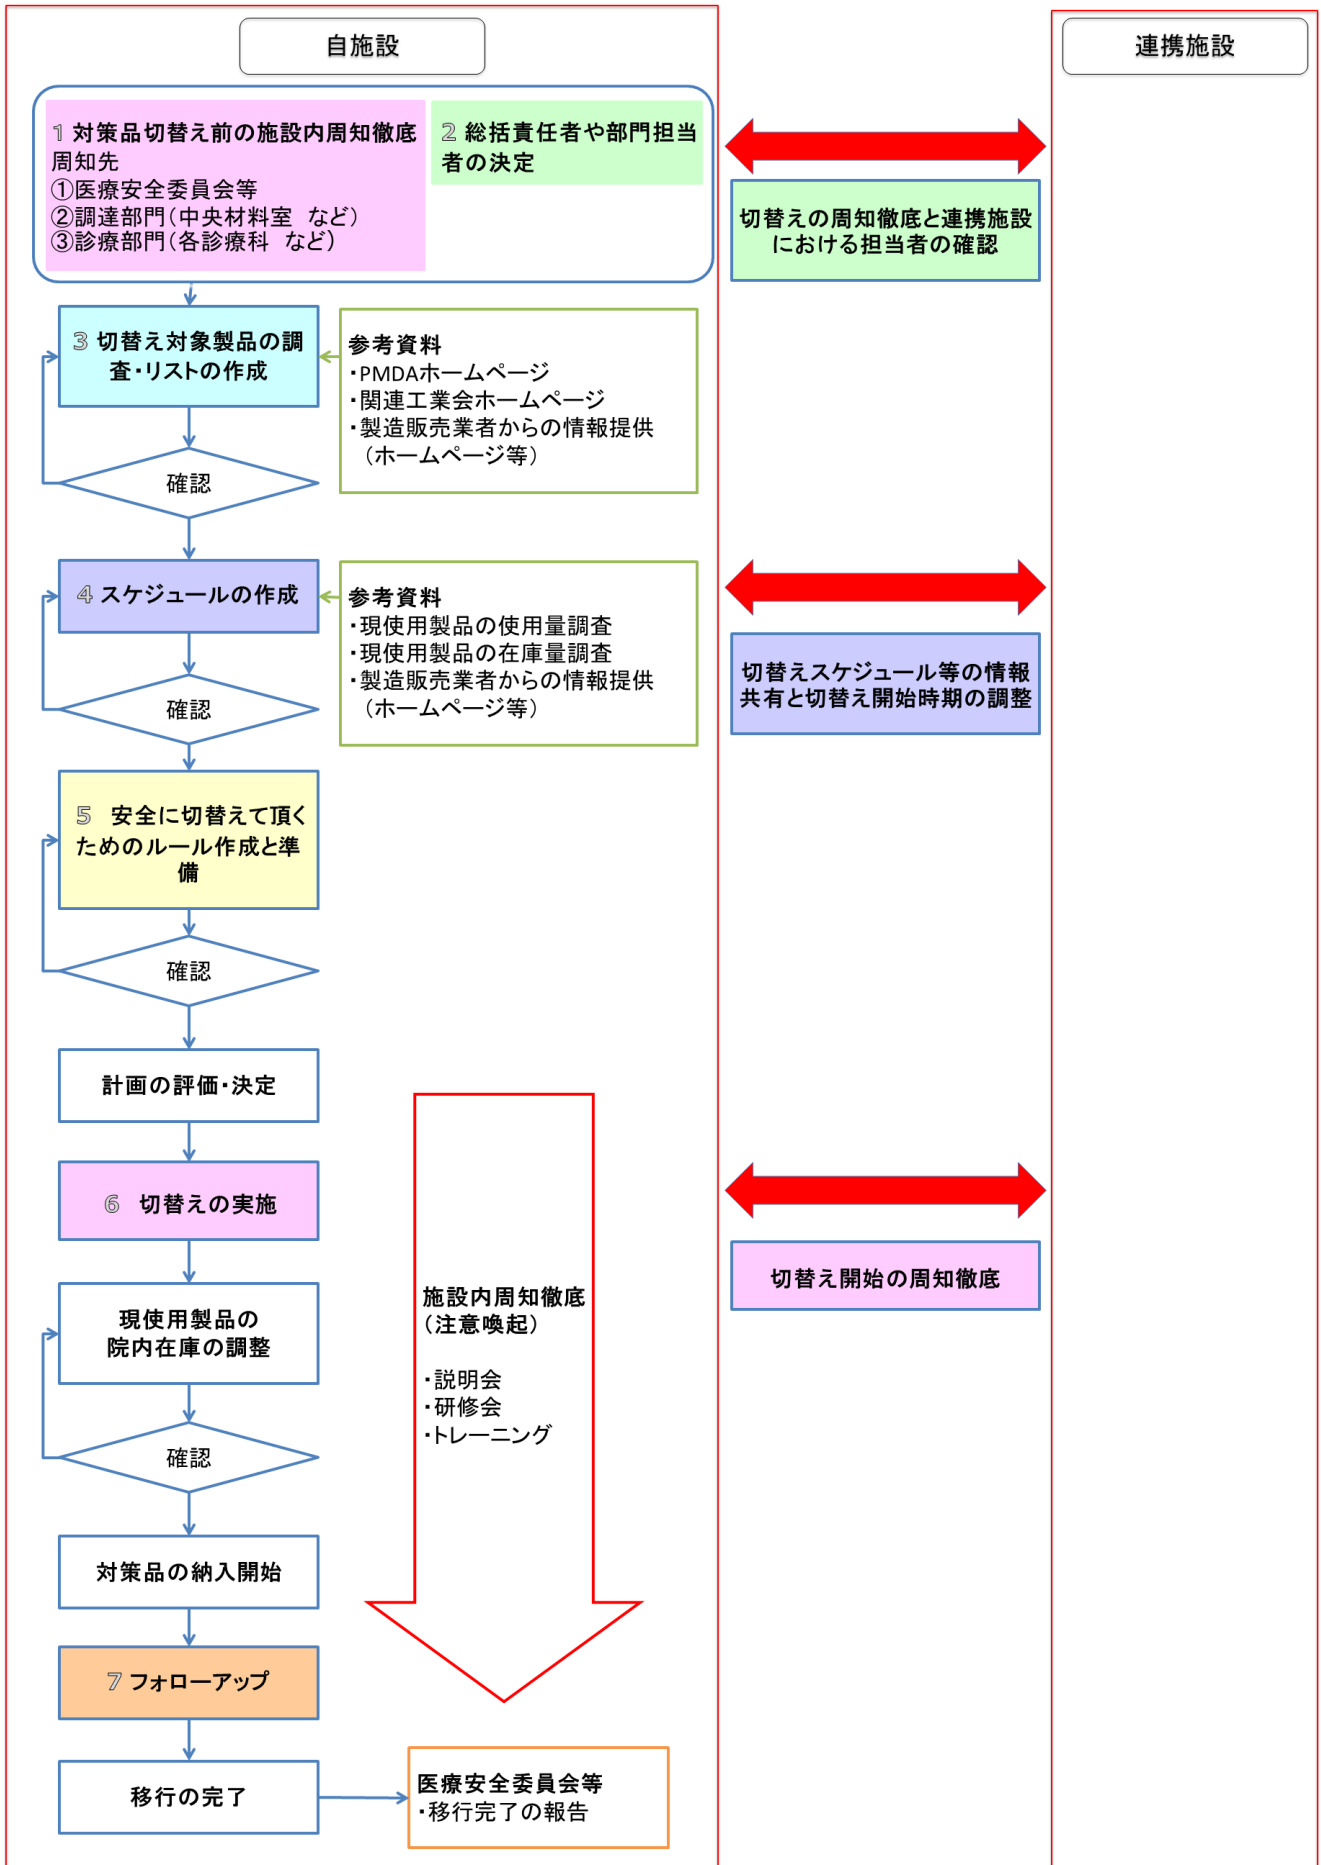 自施設
連携施設
1 対策品切替え前の施設内周知徹底
周知先
①医療安全委員会等
②調達部門（中央材料室　など）
③診療部門（各診療科　など）
2 総括責任者や部門担当
者の決定
切替えの周知徹底と連携施設
における担当者の確認
3 切替え対象製品の調
査・リストの作成
参考資料
・PMDAホームページ
・関連工業会ホームページ
・製造販売業者からの情報提供
（ホームページ等）
確認
4 スケジュールの作成
参考資料
・現使用製品の使用量調査
・現使用製品の在庫量調査
・製造販売業者からの情報提供
（ホームページ等）
切替えスケジュール等の情報
共有と切替え開始時期の調整
確認
5　安全に切替えて頂く
ためのルール作成と準
備
確認
計画の評価・決定
6　切替えの実施
切替え開始の周知徹底
現使用製品の
院内在庫の調整
施設内周知徹底
（注意喚起）
・説明会
・研修会
・トレーニング
確認
対策品の納入開始
7 フォローアップ
移行の完了
医療安全委員会等
・移行完了の報告